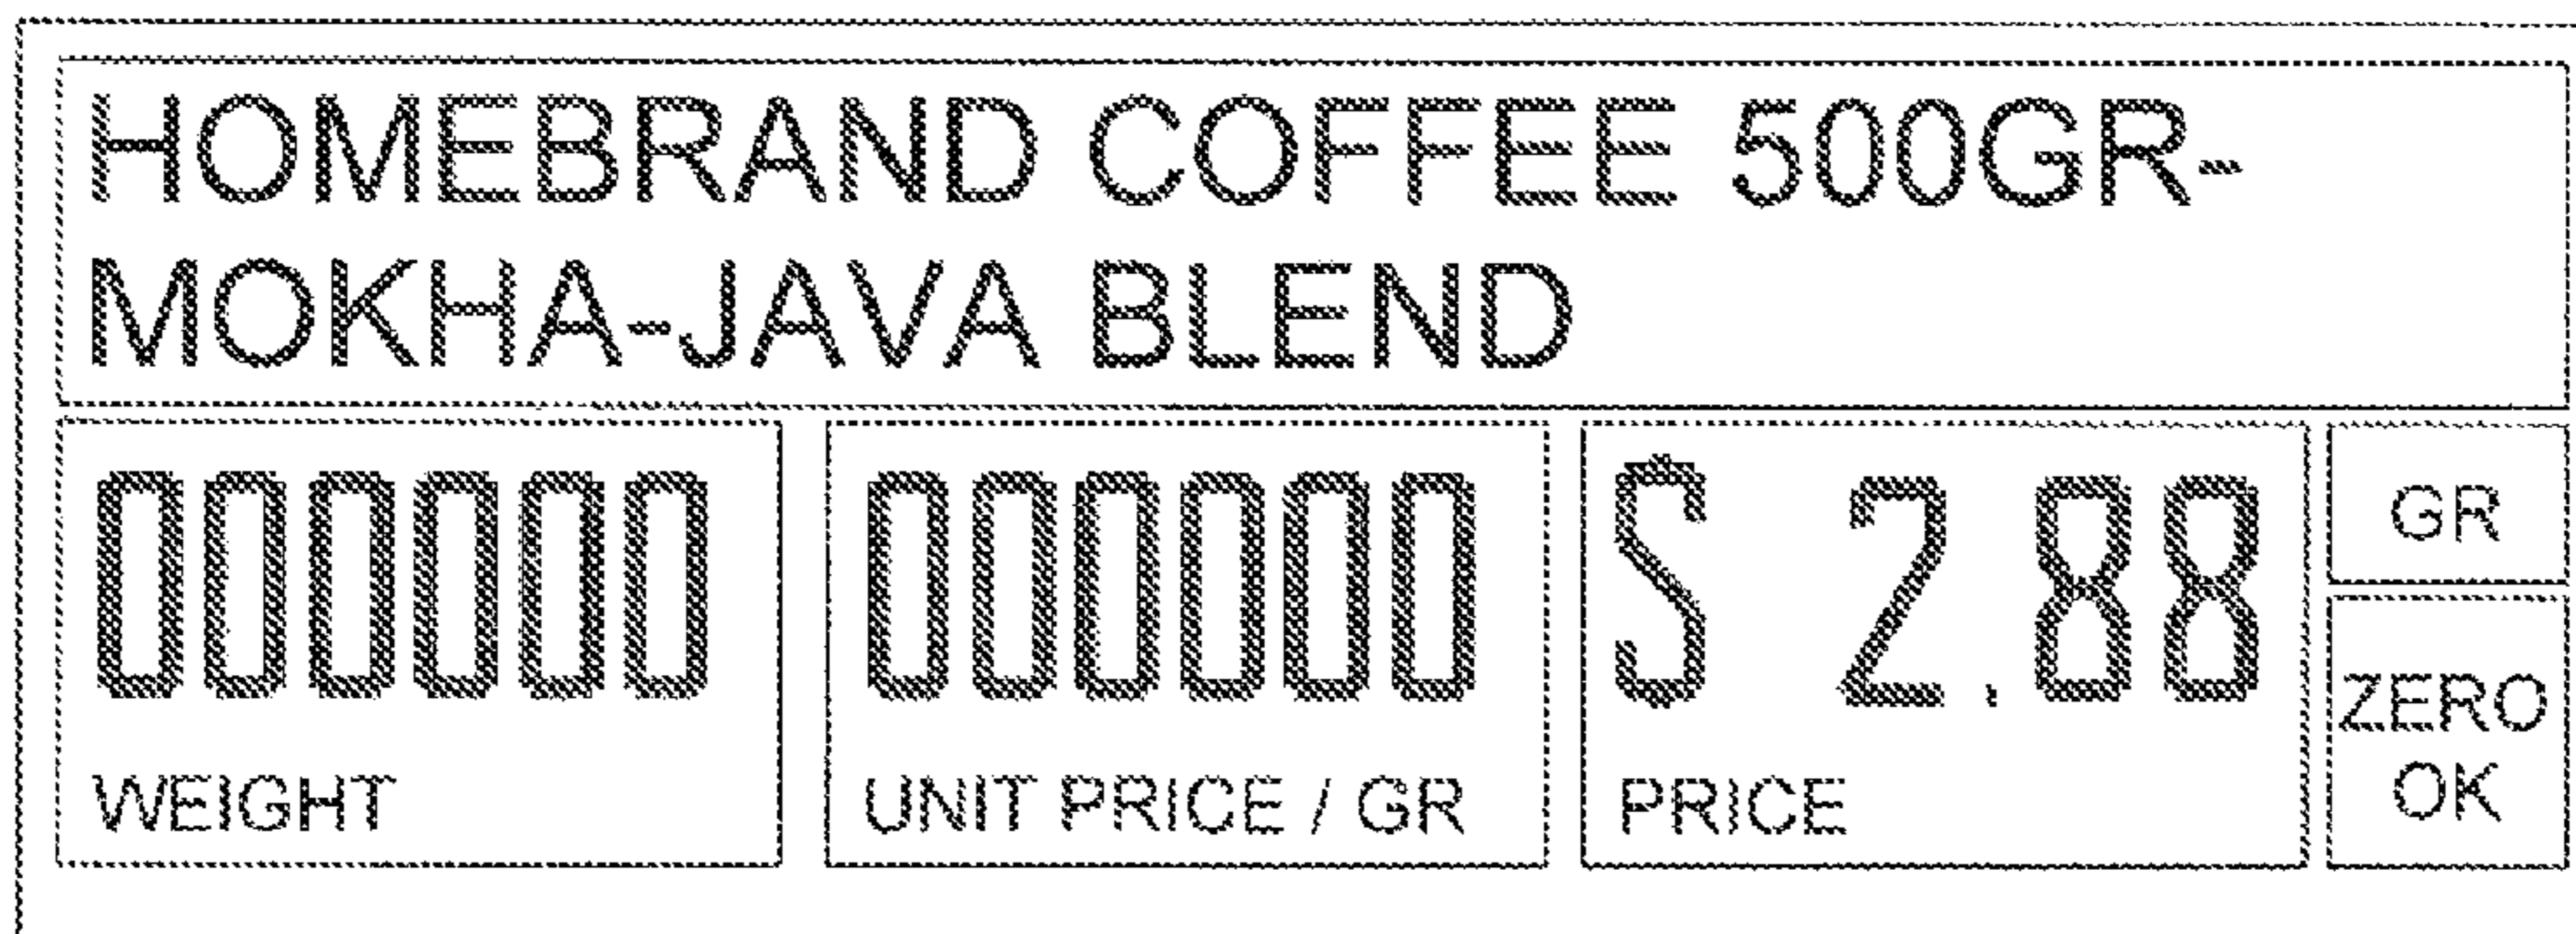 HOMEBRAND COFFEE 500GR-
MOKHA-JAVA BLEND
000000
WEIGHT
000000
UNIT PRICE / GR
$ 2.88
PRICE
GR
ZERO
OK